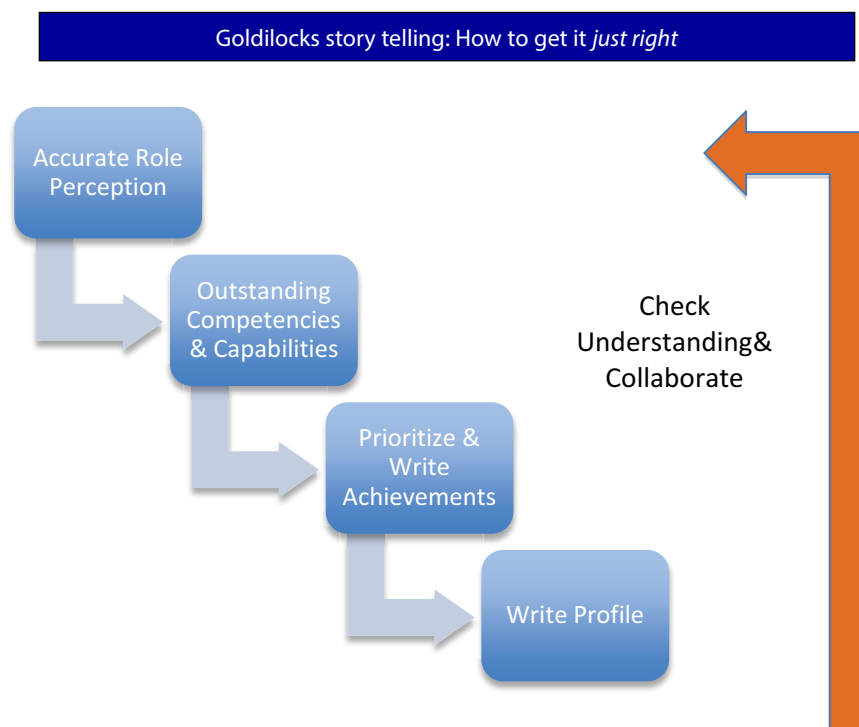 Goldilocks story telling: How to get it just right
Accurate Role
Perception
Outstanding
Competencies
& Capabilities
Check
Understanding&
Collaborate
Prioritize &
Write
Achievements
Write Profile